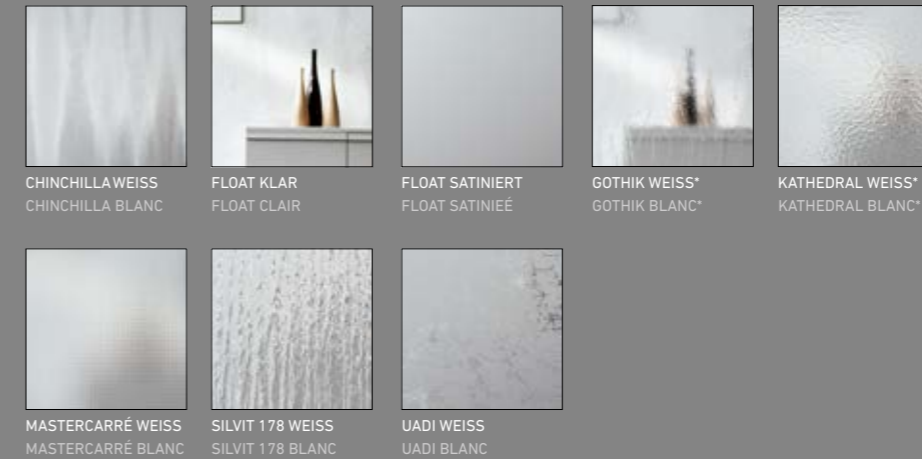 CHINCHILLA WEISS
CHINCHILLA BLANC
FLOAT KLAR
FLOAT CLAIR
FLOAT SATINIERT
FLOAT SATINIEÉ
GOTHIK WEISS*
GOTHIK BLANC*
KATHEDRAL WEISS*
KATHEDRAL BLANC*
MASTERCARRÉ WEISS
MASTERCARRÉ BLANC
SILVIT 178 WEISS
SILVIT 178 BLANC
UADI WEISS
UADI BLANC